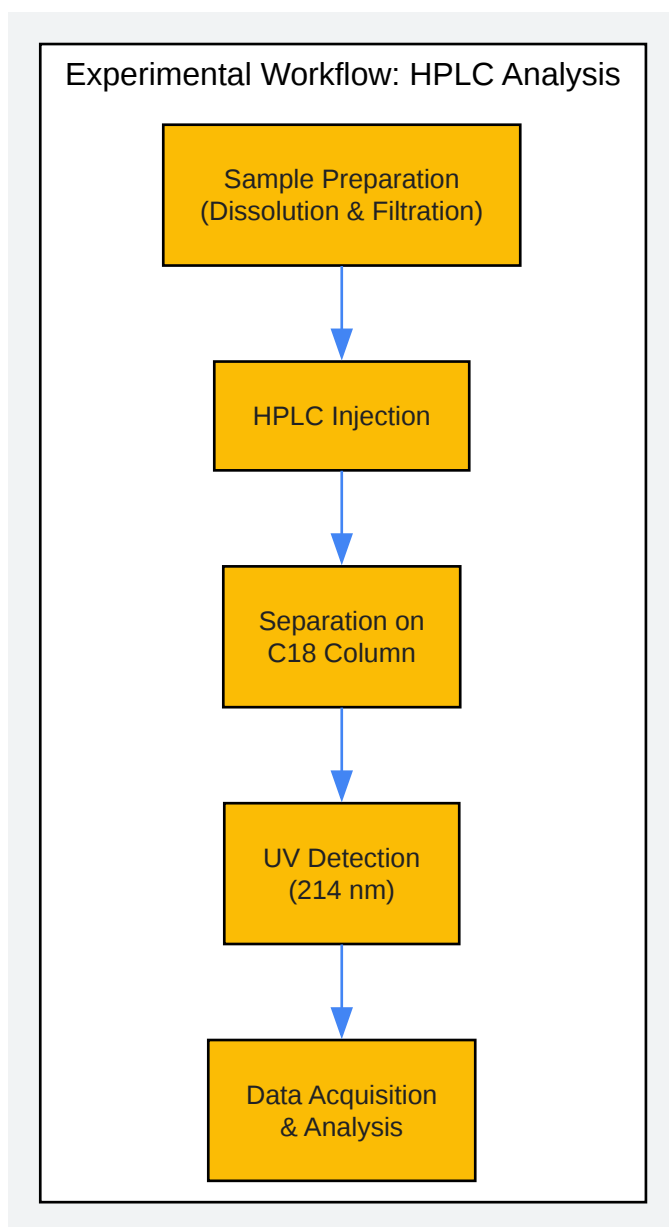 Experimental Workflow: HPLC Analysis
Sample Preparation
(Dissolution & Filtration)
HPLC Injection
Separation on
C18 Column
UV Detection
(214 nm)
Data Acquisition
& Analysis